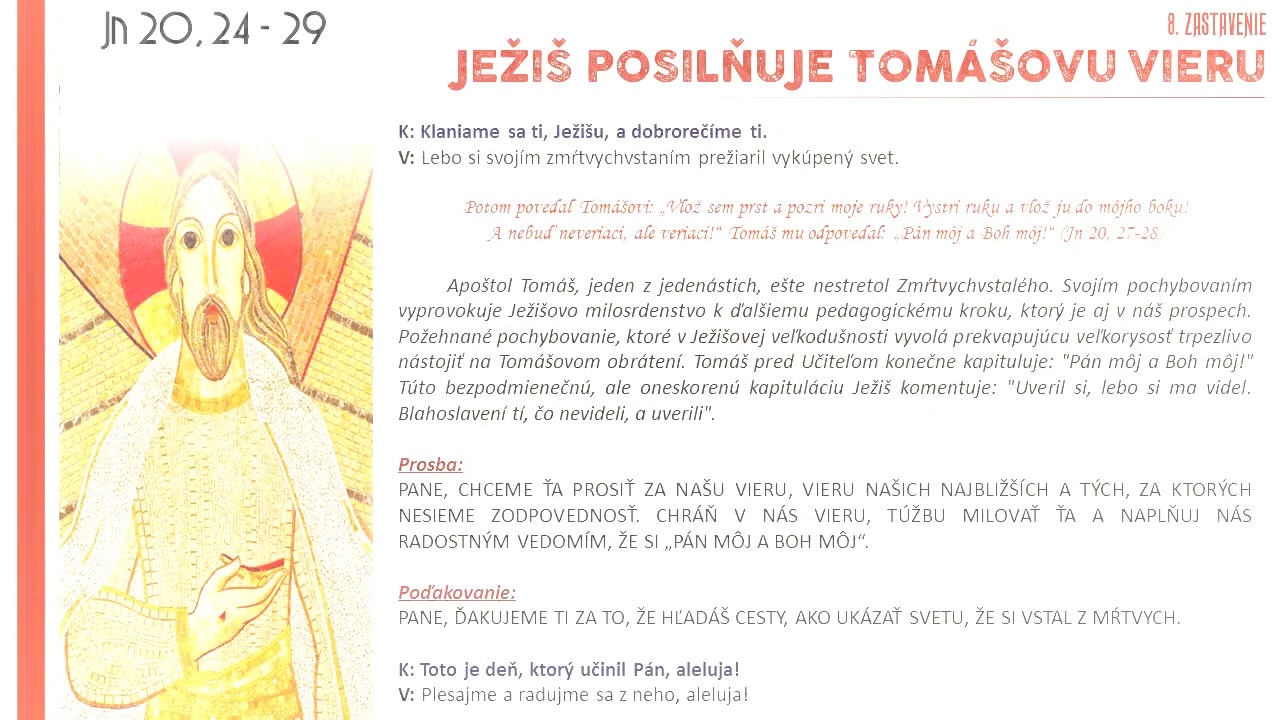 Jn 20, 24 - 29
8. ZASTAVENIE
JEŽIŠ POSILŇUJE TOMÁŠOVU VIERU
K: Klaniame sa ti, Ježišu, a dobrorečíme ti.
V: Lebo si svojím zmŕtvychvstaním prežiaril vykúpený svet.
Potom povedal Tomášovi: „Vlož sem prst a pozri moje ruky! Vystri ruku a vlož ju do môjho boku!
A nebuď neveriaci, ale veriaci!“ Tomáš mu odpovedal: „Pán môj a Boh môj!“ (Jn 20, 27-28)
Apoštol Tomáš, jeden z jedenástich, ešte nestretol Zmŕtvychvstalého. Svojím pochybovaním
vyprovokuje Ježišovo milosrdenstvo k ďalšiemu pedagogickému kroku, ktorý je aj v náš prospech.
Požehnané pochybovanie, ktoré v Ježišovej veľkodušnosti vyvolá prekvapujúcu veľkorysosť trpezlivo
nástojiť na Tomášovom obrátení. Tomáš pred Učiteľom konečne kapituluje: "Pán môj a Boh môj!"
Túto bezpodmienečnú, ale oneskorenú kapituláciu Ježiš komentuje: "Uveril si, lebo si ma videl.
Blahoslavení tí, čo nevideli, a uverili".
Prosba:
PANE, CHCEME ŤA PROSIŤ ZA NAŠU VIERU, VIERU NAŠICH NAJBLIŽŠÍCH A TÝCH, ZA KTORÝCH
NESIEME ZODPOVEDNOSŤ. CHRÁŇ V NÁS VIERU, TÚŽBU MILOVAŤ ŤA A NAPLŇUJ NÁS
RADOSTNÝM VEDOMÍM, ŽE SI „PÁN MÔJ A BOH MÔJ“.
Poďakovanie:
PANE, ĎAKUJEME TI ZA TO, ŽE HĽADÁŠ CESTY, AKO UKÁZAŤ SVETU, ŽE SI VSTAL Z MŔTVYCH.
K: Toto je deň, ktorý učinil Pán, aleluja!
V: Plesajme a radujme sa z neho, aleluja!